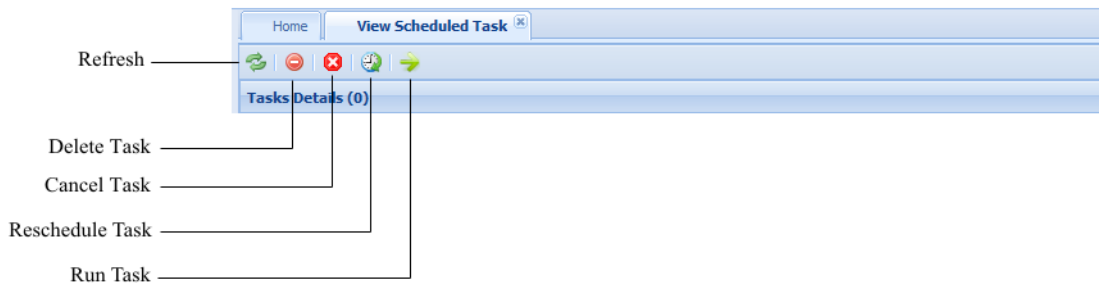 Home View Scheduled Task
Refresh
Tasks Details (0)
Delete Task
Cancel Task
Reschedule Task
Run Task